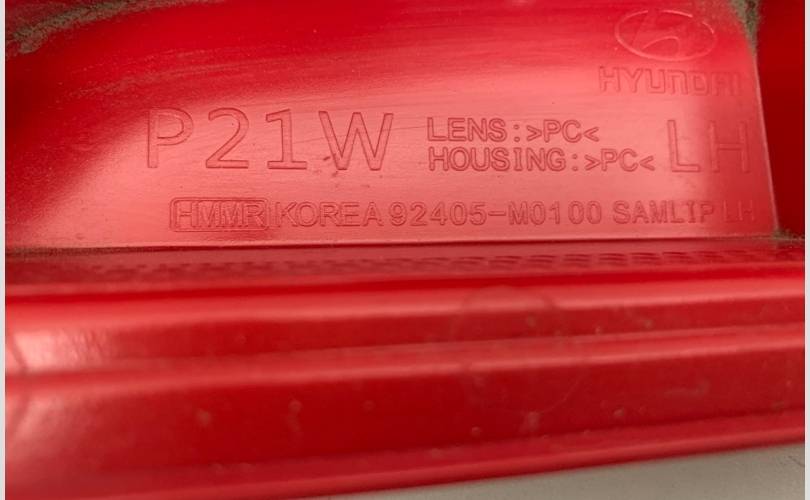 HYUNDAI
P21W LENS:>PC< LH
HOUSING:>PC<
HMMR KOREA 92405-M0100 SAMLIP LH